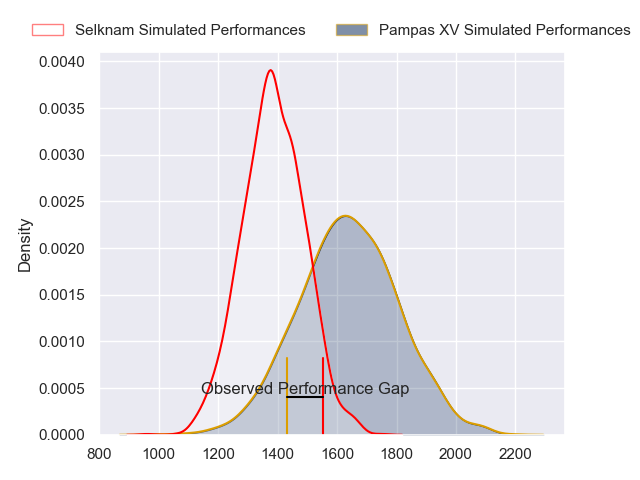 Selknam Simulated Performances
Pampas XV Simulated Performances
0.0040
0.0035
0.0030
0.0025
0.0020
0.0015
0.0010
0.0005
0.0000
Density
Observed Performance Gap
800 1000 1200 1400 1600 1800 2000 2200